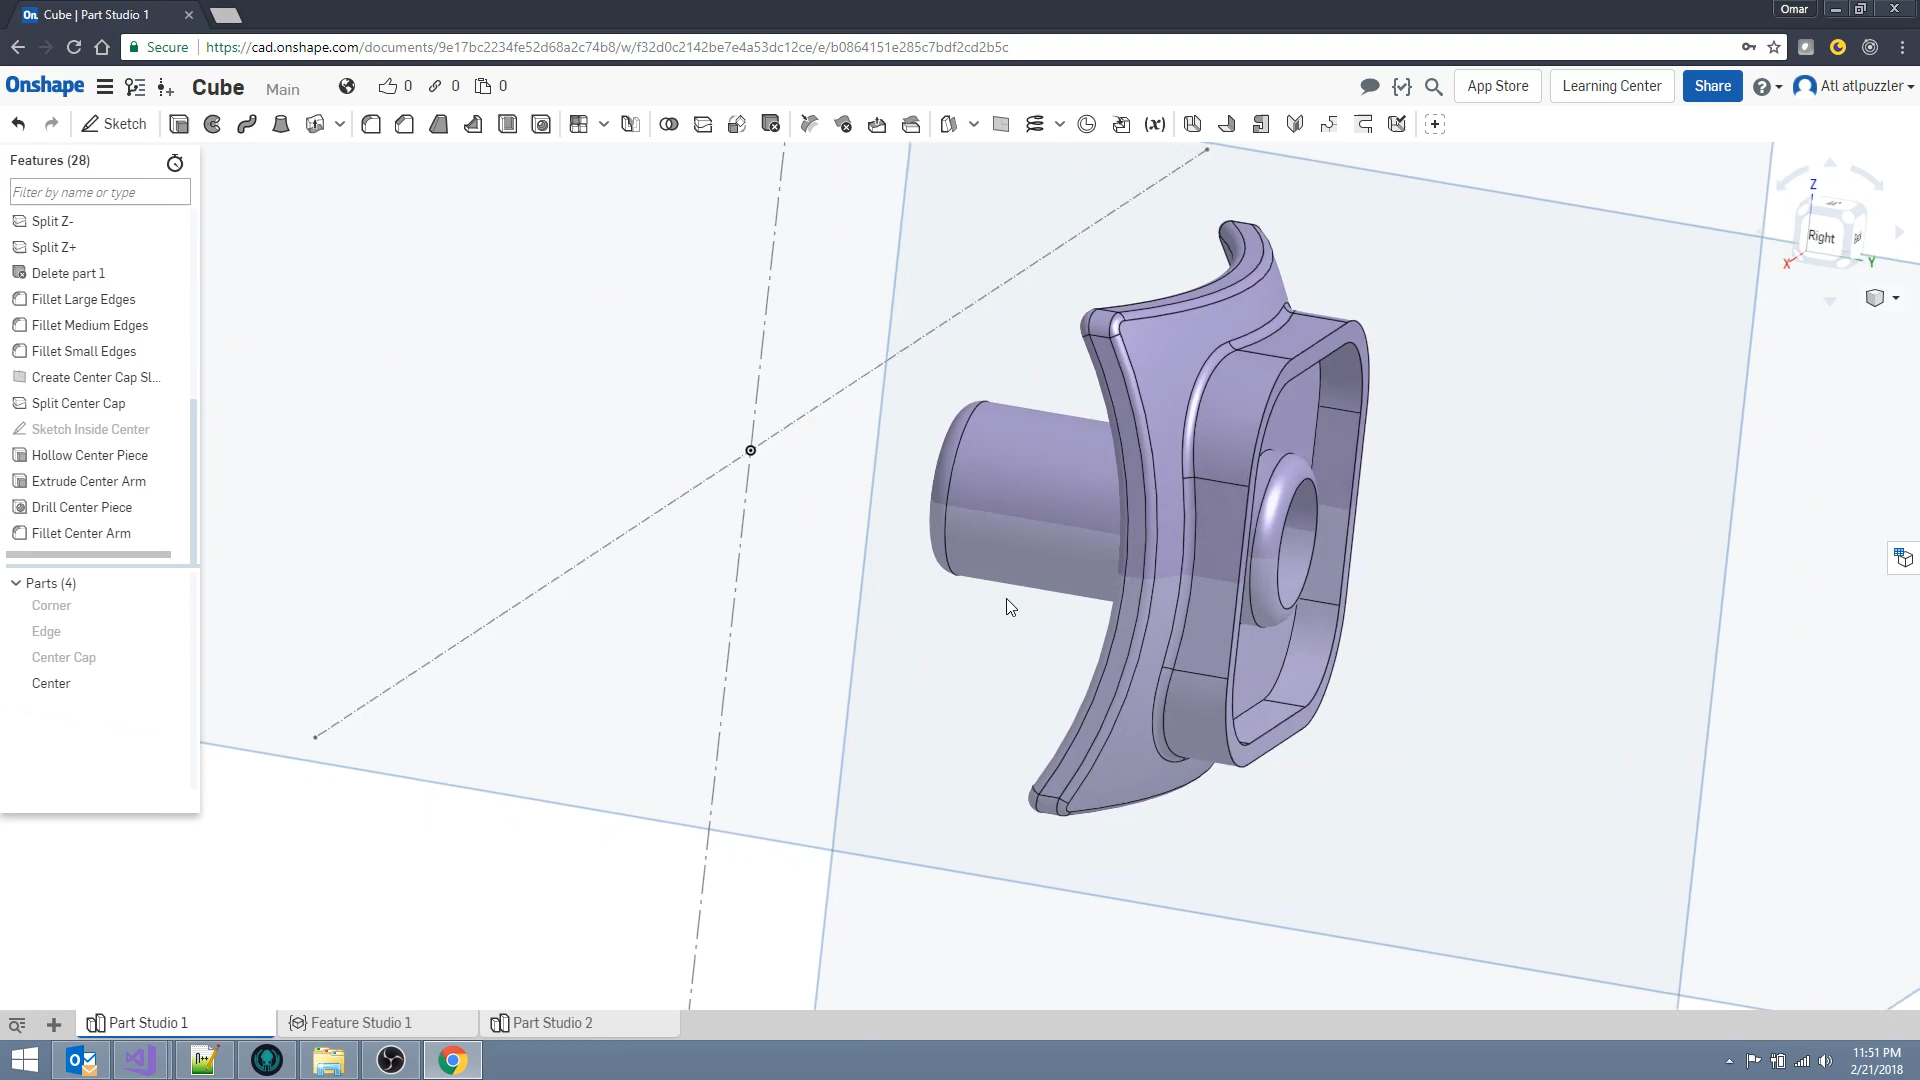 On. Cube | Part Studio 1
Omar
Secure
https://cad.onshape.com/documents/9e17bc2234fe52d68a2c74b8/w/f32d0c2142be7e4a53dc12ce/e/b0864151e285c7bdf2cd2b5c
Onshape
Cube Main
0 0 0
App Store
Learning Center
Share
Atl atlpuzzler
Sketch
(x)
Features (28)
Filter by name or type
Split Z-
Split Z+
Delete part 1
Fillet Large Edges
Fillet Medium Edges
Fillet Small Edges
Create Center Cap Sl...
Split Center Cap
Sketch Inside Center
Hollow Center Piece
Extrude Center Arm
Drill Center Piece
Fillet Center Arm
Parts (4)
Corner
Edge
Center Cap
Center
Z
Right
X
Y
Part Studio 1
Feature Studio 1
Part Studio 2
11:51 PM
2/21/2018